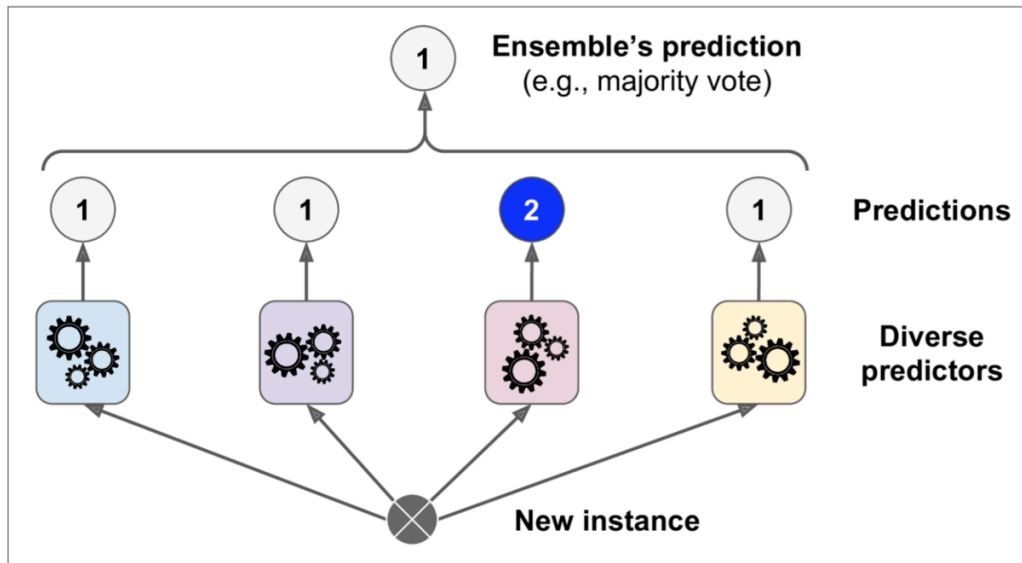 1
Ensemble’s prediction
(e.g., majority vote)
1
1
2
1
Predictions
Diverse
predictors
New instance